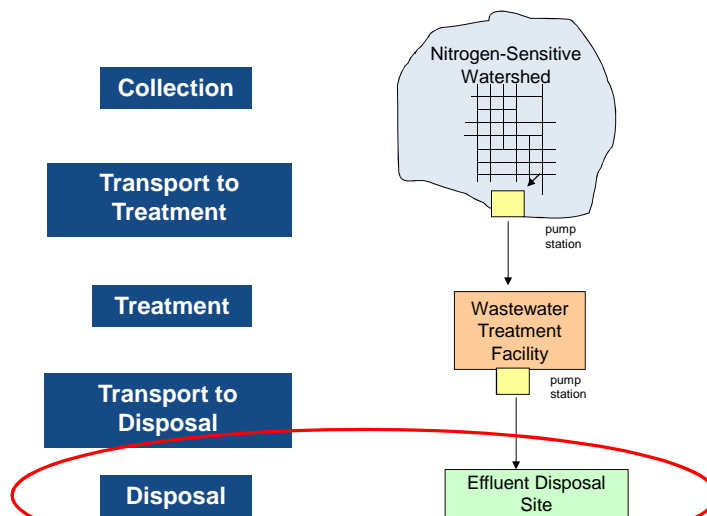 Nitrogen-Sensitive
Watershed
Collection
Transport to
Treatment
pump
station
Treatment
Wastewater
Treatment
Facility
Transport to
Disposal
pump
station
Disposal
Effluent Disposal
Site